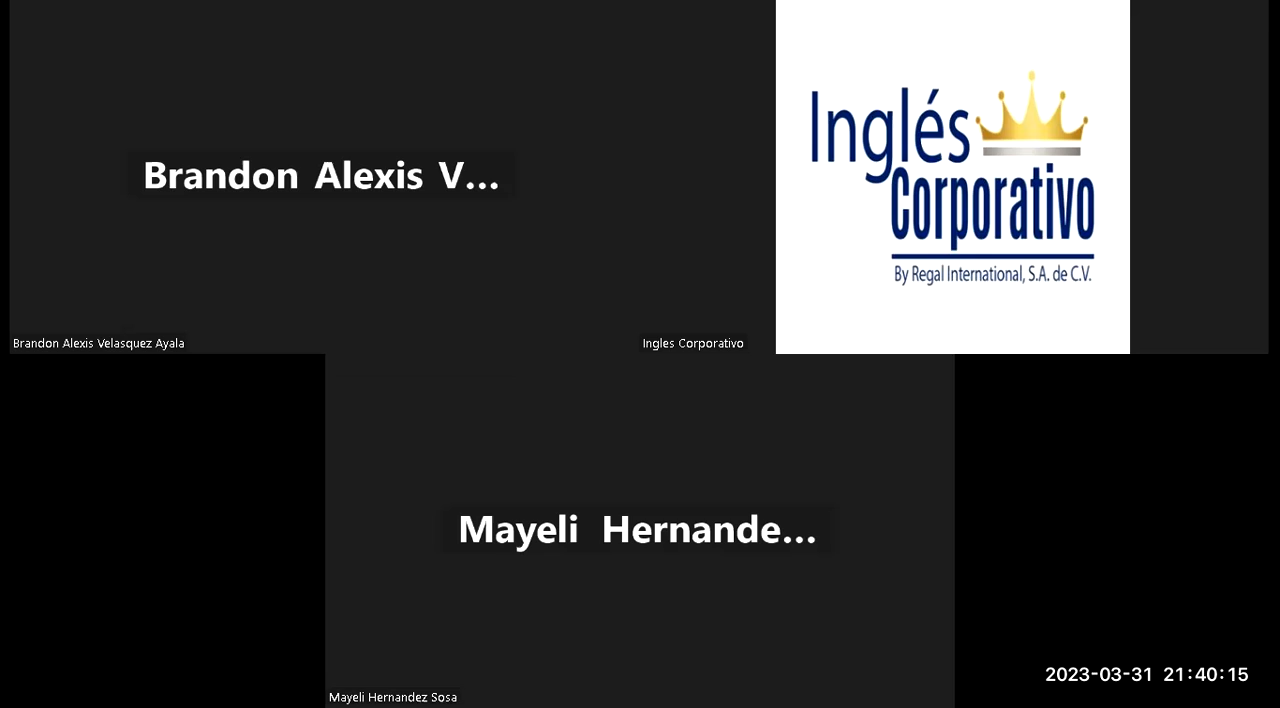 Inglés
Corporativo
By Regal International, S.A. de C.V.
Brandon Alexis V...
Brandon Alexis Velasquez Ayala
Ingles Corporativo
Mayeli Hernande...
Mayeli Hernandez Sosa
2023-03-31 21:40:15